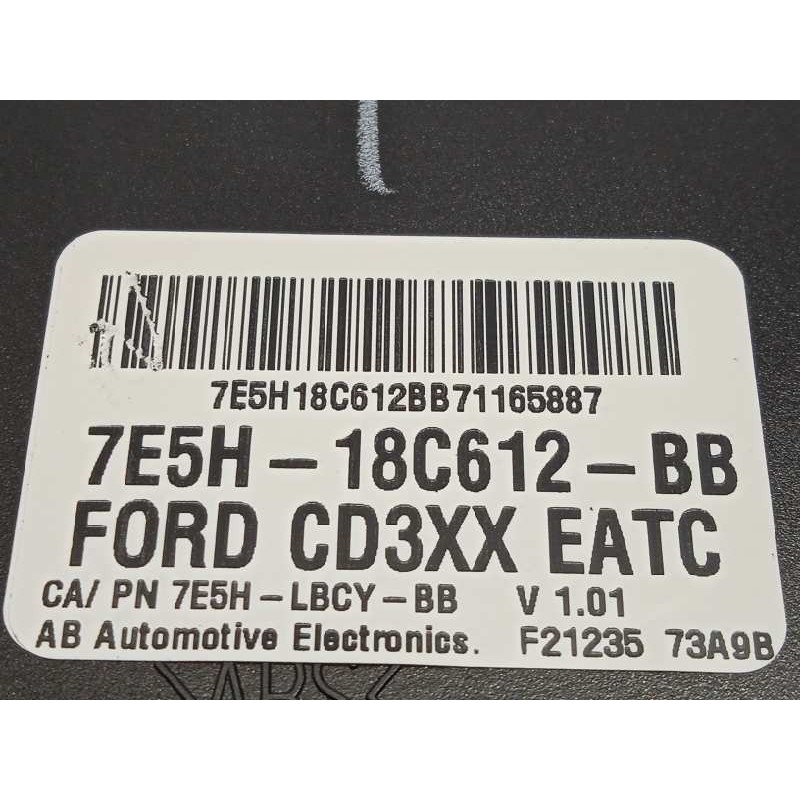 7E5H18C612BB71165887
7E5H-18C612-BB
FORD CD3XX EATC
CA/ PN 7E5H-LBCY-BB V 1.01
AB Automotive Electronics. F21235 73A9B